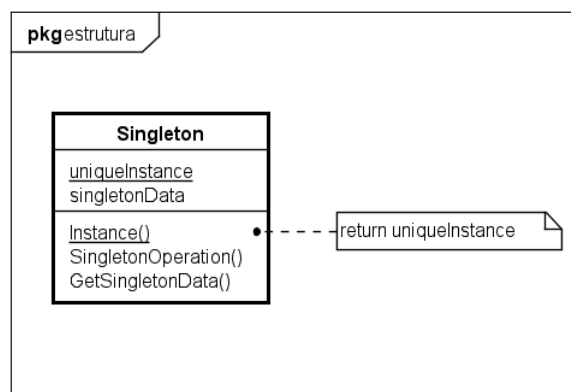 pkg estrutura
Singleton
uniqueInstance
singletonData
Instance()
SingletonOperation()
GetSingletonData()
return uniqueInstance